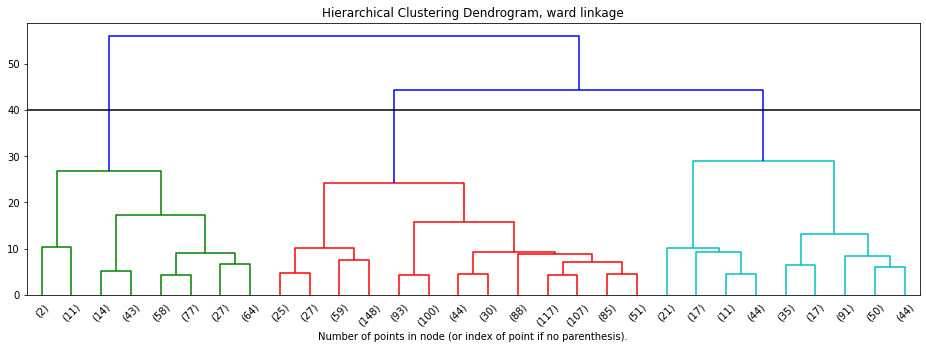 Hierarchical Clustering Dendrogram, ward linkage
50
40
30
20
10
0
(2) (11) (14) (43) (58) (77) (27) (64) (25) (27) (59) (148) (93) (100) (44) (30) (88) (117) (107) (85) (51) (21) (17) (11) (44) (35) (17) (91) (50) (44)
Number of points in node (or index of point if no parenthesis).